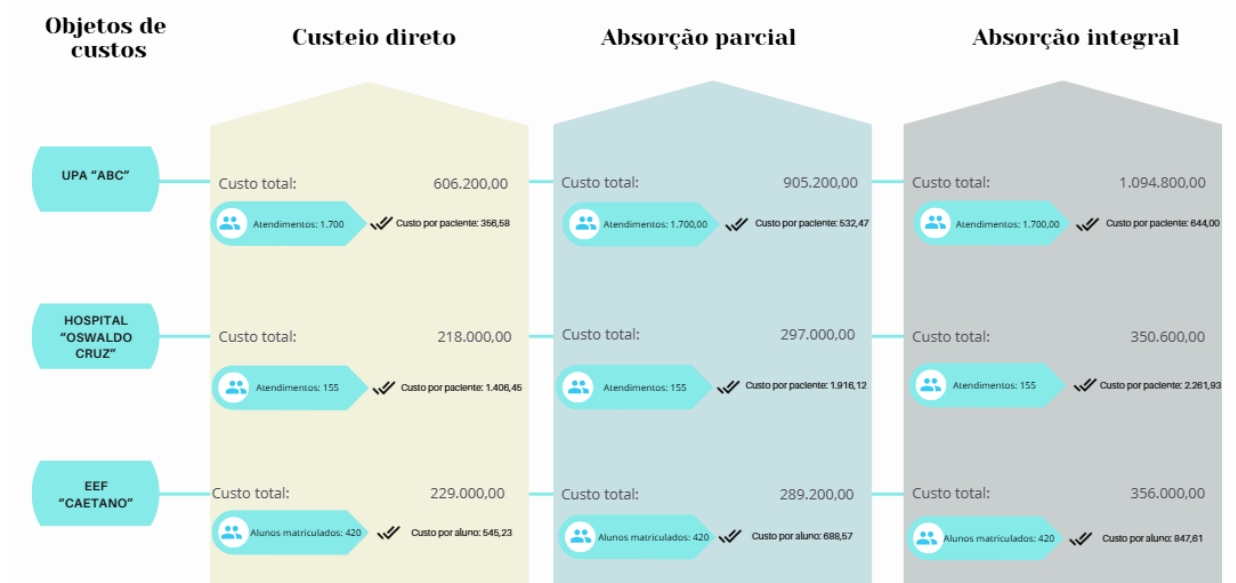 Objetos de
custos
Custeio direto
Absorção parcial
Absorção integral
UPA “ABC”
Custo total:
606.200,00
Atendimentos: 1.700
Custo por paciente: 356,58
Custo total:
905.200,00
Atendimentos: 1.700,00
Custo por paciente: 532,47
Custo total:
1.094.800,00
Atendimentos: 1.700,00
Custo por paciente: 644,00
HOSPITAL
“OSWALDO
CRUZ”
Custo total:
218.000,00
Atendimentos: 155
Custo por paciente: 1.406,45
Custo total:
297.000,00
Atendimentos: 155
Custo por paciente: 1.916,12
Custo total:
350.600,00
Atendimentos: 155
Custo por paciente: 2.261,93
EEF
“CAETANO”
Custo total:
229.000,00
Alunos matriculados: 420
Custo por aluno: 545,23
Custo total:
289.200,00
Alunos matriculados: 420
Custo por aluno: 688,57
Custo total:
356.000,00
Alunos matriculados: 420
Custo por aluno: 847,61